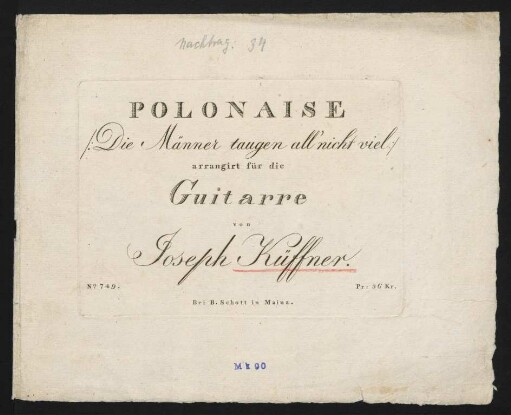 Nachtrag. 34
POLONAISE
/: Die Männer taugen all' nicht viel :/
arrangirt für die
Guitarre
von
Joseph Küffner.
Nº 749. Pr: 36 Kr.
Bei B. Schott in Mainz.
M k 90